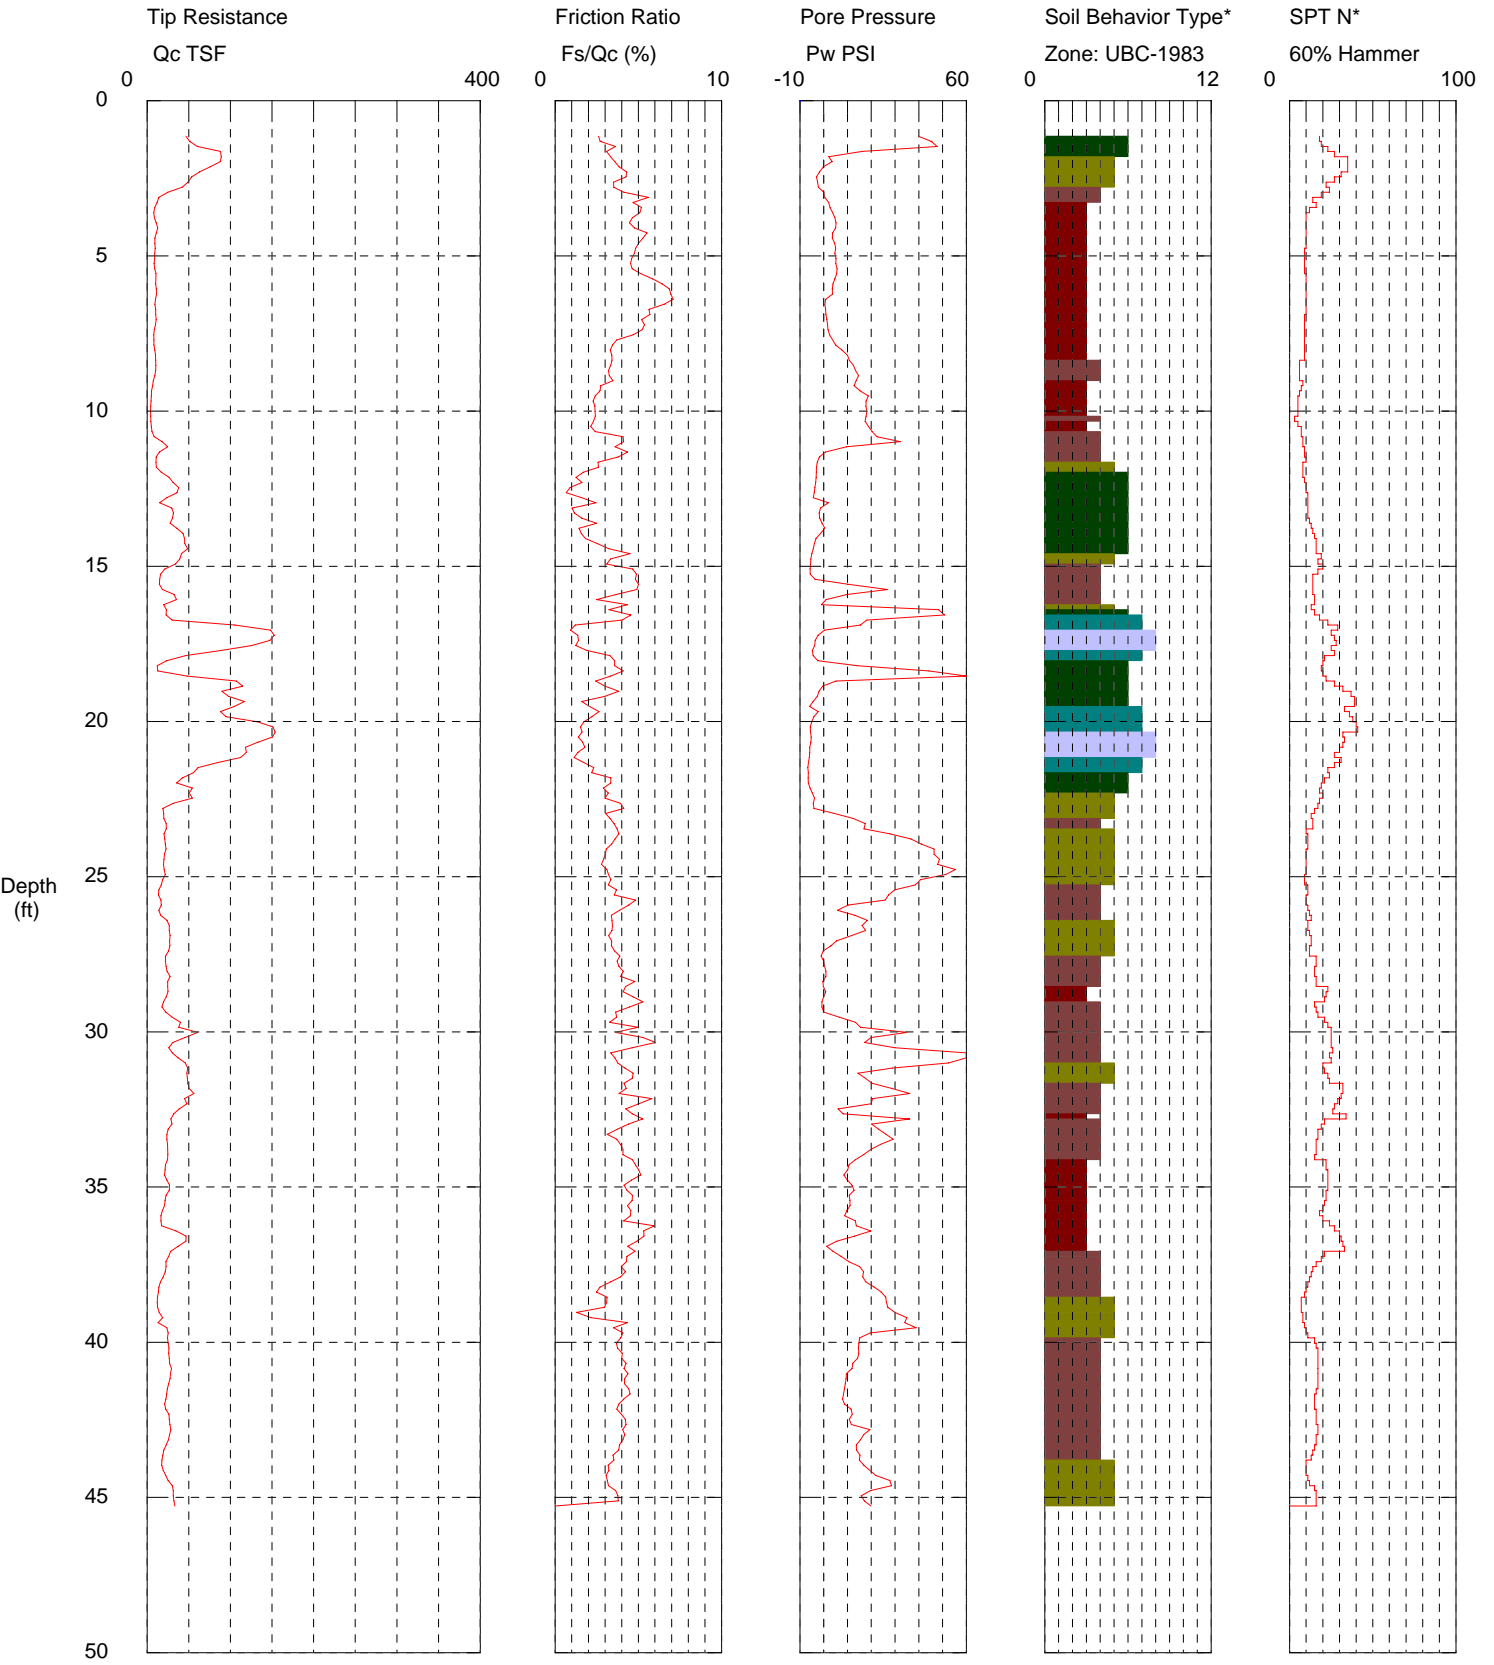 Tip Resistance
Qc TSF
0 400
Friction Ratio
Fs/Qc (%)
0 10
Pore Pressure
Pw PSI
-10 60
Soil Behavior Type*
Zone: UBC-1983
0 12
SPT N*
60% Hammer
0 100
0
5
10
15
20
25
30
35
40
45
50
Depth
(ft)